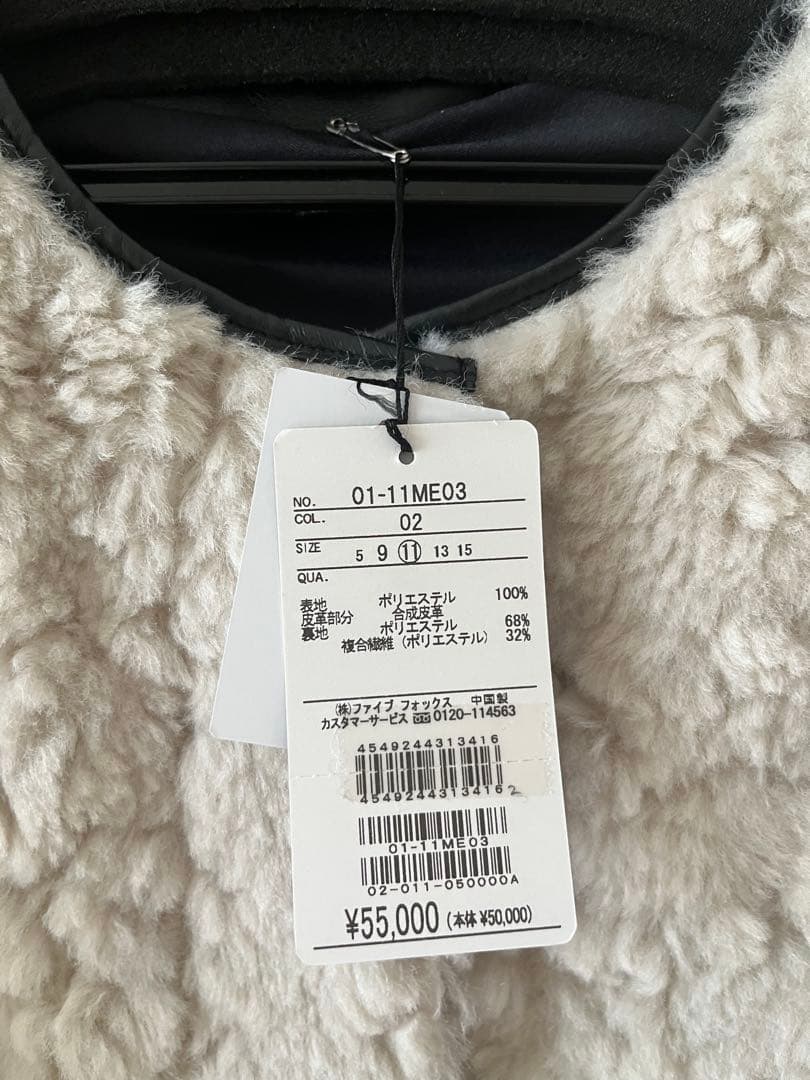 NO. 01-11ME03
COL. 02
SIZE 5 9 ⑪ 13 15
QUA.
表地 ポリエステル 100%
皮革部分 合成皮革
裏地 ポリエステル 68%
複合繊維(ポリエステル) 32%
(株)ファイブ フォックス 中国製
カスタマーサービス 0120-114563
4549244313416
4549244313416 2
01-11ME03
02-011-050000A
¥55,000 (本体 ¥50,000)